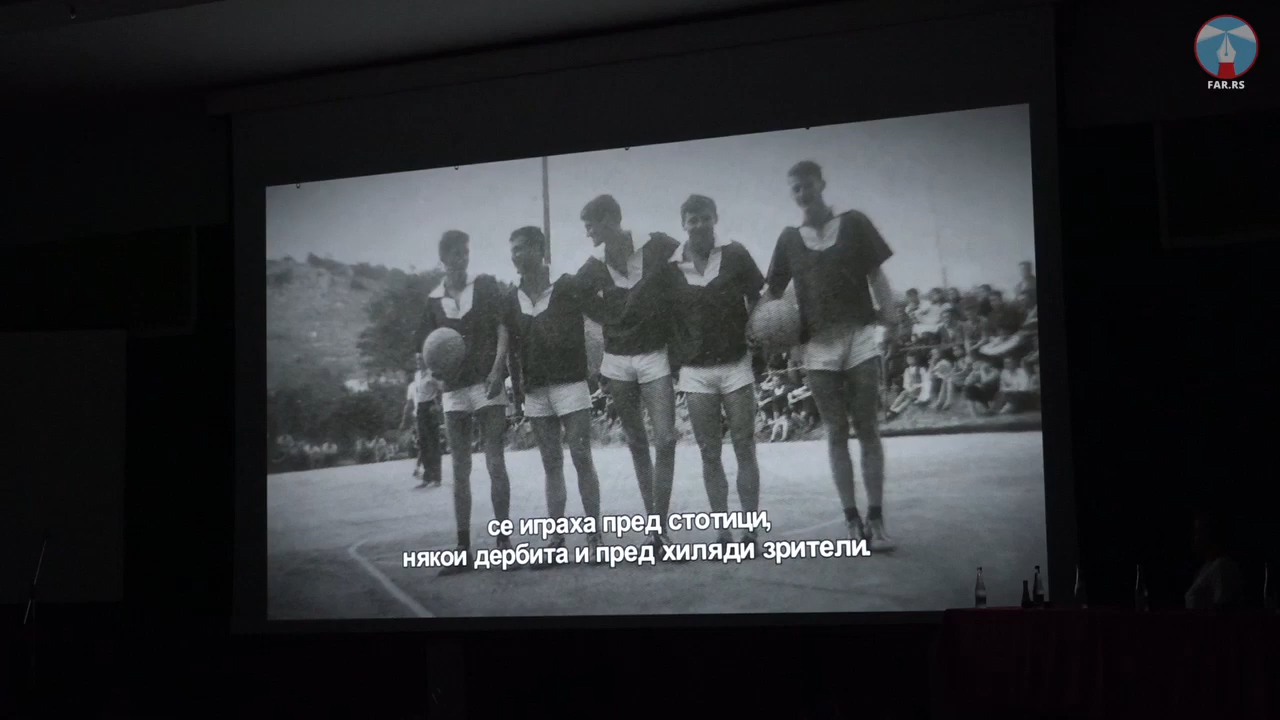 FAR.RS
се играха пред стотици,
някои дербита и пред хиляди зрители.